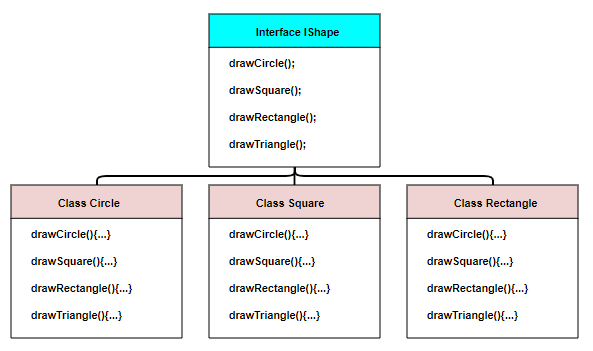 Interface IShape
drawCircle();
drawSquare();
drawRectangle();
drawTriangle();
Class Circle
drawCircle(){...}
drawSquare(){...}
drawRectangle(){...}
drawTriangle(){...}
Class Square
drawCircle(){...}
drawSquare(){...}
drawRectangle(){...}
drawTriangle(){...}
Class Rectangle
drawCircle(){...}
drawSquare(){...}
drawRectangle(){...}
drawTriangle(){...}